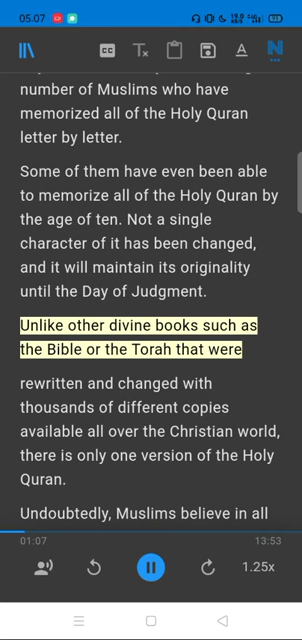 05.07
number of Muslims who have
memorized all of the Holy Quran
letter by letter.
Some of them have even been able
to memorize all of the Holy Quran by
the age of ten. Not a single
character of it has been changed,
and it will maintain its originality
until the Day of Judgment.
Unlike other divine books such as
the Bible or the Torah that were
rewritten and changed with
thousands of different copies
available all over the Christian world,
there is only one version of the Holy
Quran.
Undoubtedly, Muslims believe in all
01:07
13:53
1.25x